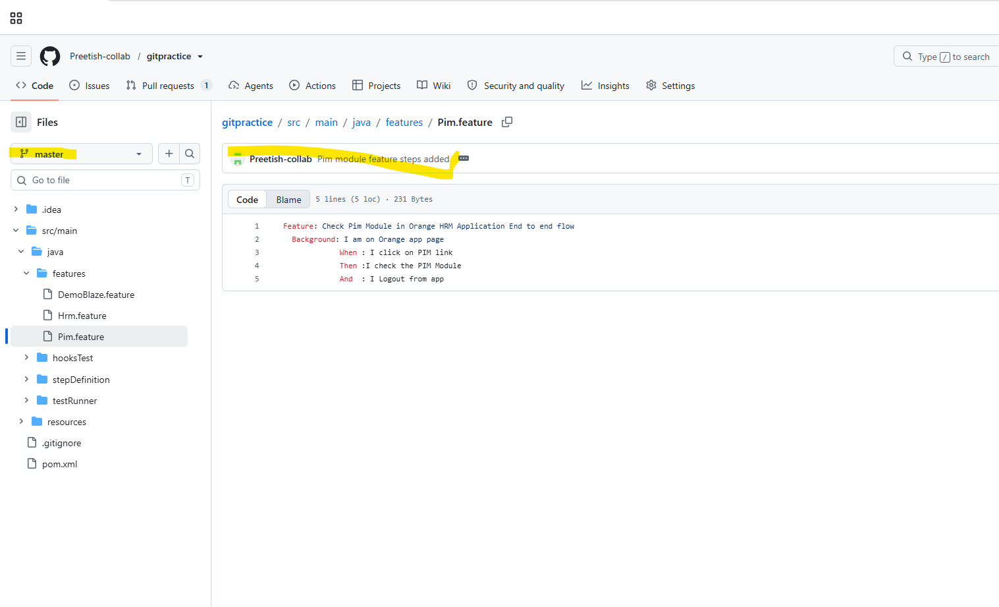 Preetish-collab / gitpractice
Type / to search
Code Issues Pull requests 1 Agents Actions Projects Wiki Security and quality Insights Settings
Files
master
Go to file T
.idea
src/main
java
features
DemoBlaze.feature
Hrm.feature
Pim.feature
hooksTest
stepDefinition
testRunner
resources
.gitignore
pom.xml
gitpractice / src / main / java / features / Pim.feature
Preetish-collab Pim module feature steps added
Code Blame 5 lines (5 loc) · 231 Bytes
1 Feature: Check Pim Module in Orange HRM Application End to end flow
2 Background: I am on Orange app page
3 When : I click on PIM link
4 Then :I check the PIM Module
5 And : I Logout from app